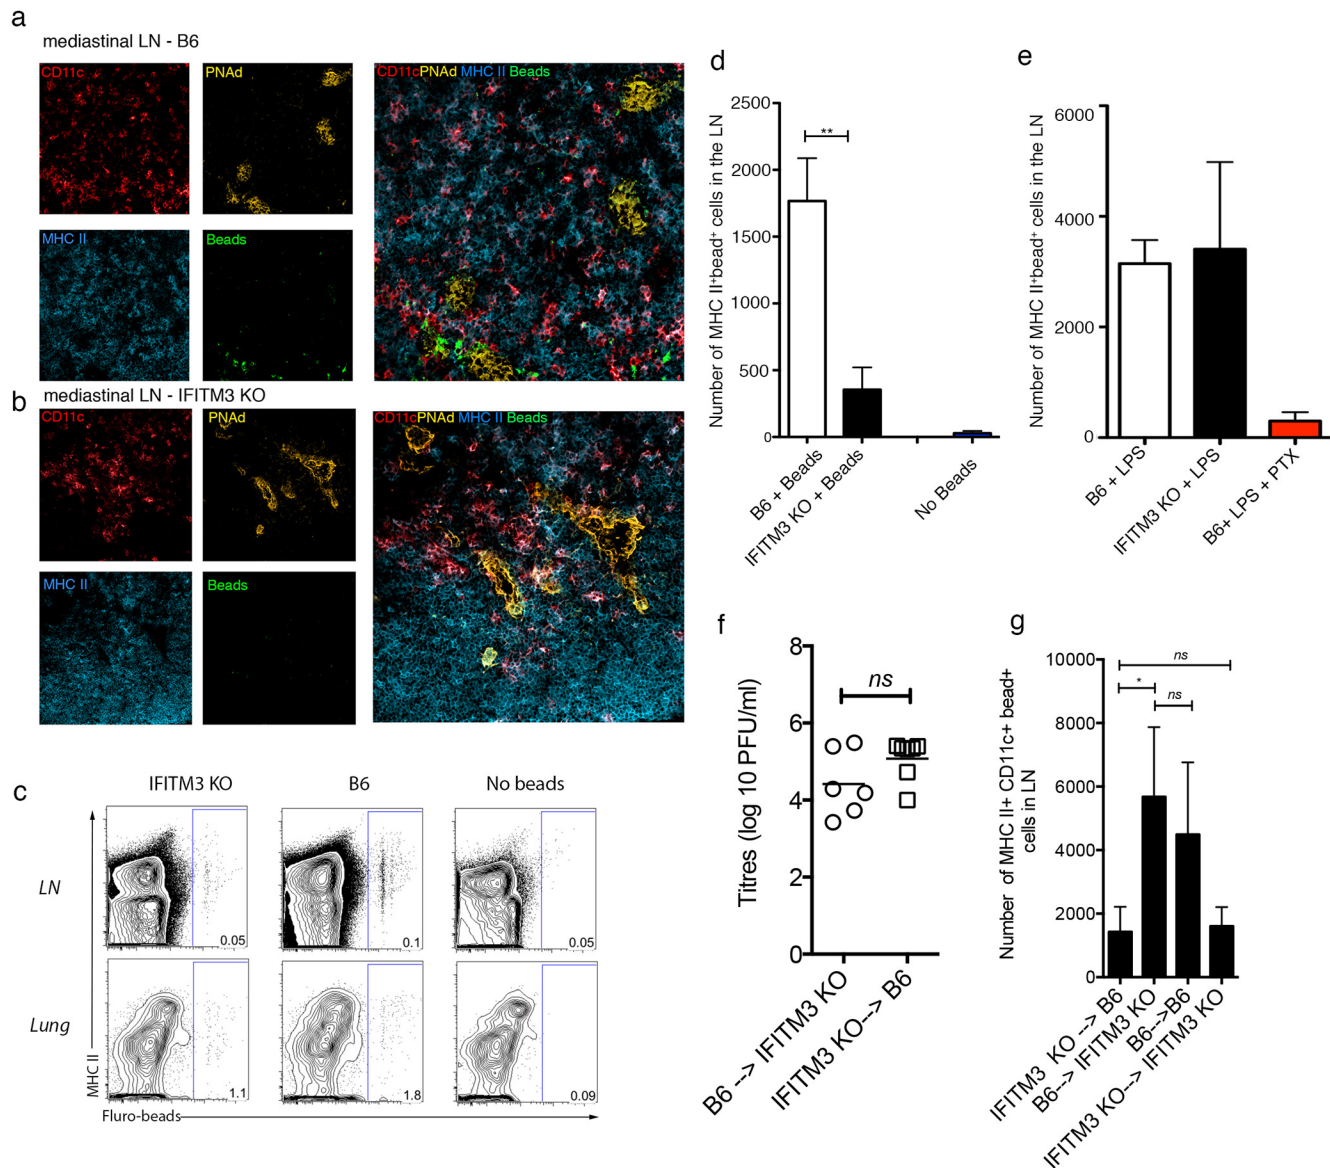 a
mediastinal LN - B6
CD11c
PNAd
MHC II
Beads
CD11cPNAd MHC II Beads
b
mediastinal LN - IFITM3 KO
CD11c
PNAd
MHC II
Beads
CD11cPNAd MHC II Beads
c
IFITM3 KO
B6
No beads
LN
0.05
0.1
0.05
Lung
1.1
1.8
0.09
MHC II
Fluro-beads
d
Number of MHC II+bead+ cells in the LN
2500
2000
1500
1000
500
0
**
B6 + Beads
IFITM3 KO + Beads
No Beads
e
Number of MHC II+bead+ cells in the LN
6000
4000
2000
0
B6 + LPS
IFITM3 KO + LPS
B6+ LPS + PTX
f
Titres (log 10 PFU/ml)
8
6
4
2
0
ns
B6 --> IFITM3 KO
IFITM3 KO--> B6
g
Number of MHC II+ CD11c+ bead+
cells in LN
10000
8000
6000
4000
2000
0
ns
*
ns
IFITM3 KO --> B6
B6--> IFITM3 KO
B6-->B6
IFITM3 KO--> IFITM3 KO